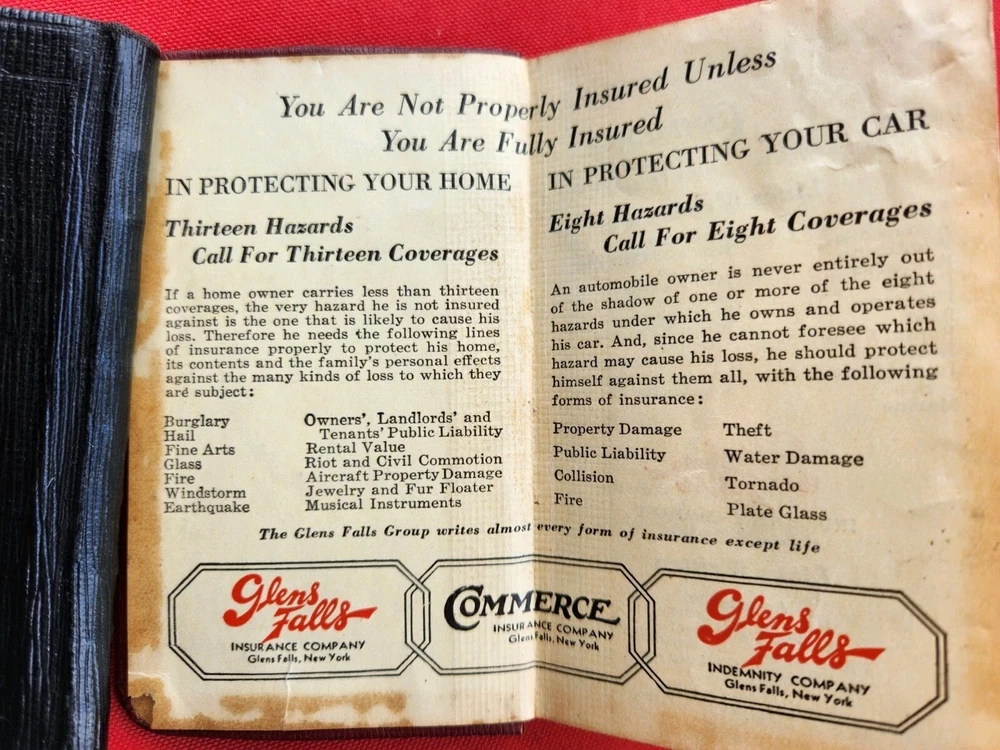 You Are Not Properly Insured Unless
You Are Fully Insured
IN PROTECTING YOUR HOME
Thirteen Hazards
Call For Thirteen Coverages
If a home owner carries less than thirteen
coverages, the very hazard he is not insured
against is the one that is likely to cause his
loss. Therefore he needs the following lines
of insurance properly to protect his home,
its contents and the family's personal effects
against the many kinds of loss to which they
are subject:
Burglary
Hail
Fine Arts
Glass
Fire
Windstorm
Earthquake
Owners', Landlords' and
Tenants' Public Liability
Rental Value
Riot and Civil Commotion
Aircraft Property Damage
Jewelry and Fur Floater
Musical Instruments
IN PROTECTING YOUR CAR
Eight Hazards
Call For Eight Coverages
An automobile owner is never entirely out
of the shadow of one or more of the eight
hazards under which he owns and operates
his car. And, since he cannot foresee which
hazard may cause his loss, he should protect
himself against them all, with the following
forms of insurance:
Property Damage
Public Liability
Collision
Fire
Theft
Water Damage
Tornado
Plate Glass
The Glens Falls Group writes almost every form of insurance except life
Glens
Falls
INSURANCE COMPANY
Glens Falls, New York
COMMERCE
INSURANCE COMPANY
Glens Falls, New York
Glens
Falls
INDEMNITY COMPANY
Glens Falls, New York